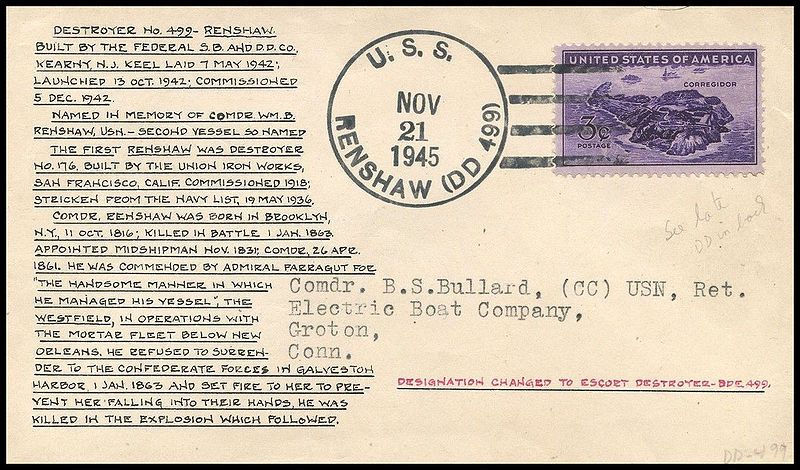 DESTROYER NO. 499- RENSHAW.
BUILT BY THE FEDERAL S.B. AND D.D. CO.,
KEARNY, N.J. KEEL LAID 7 MAY 1942;
LAUNCHED 13 OCT. 1942; COMMISSIONED
5 DEC. 1942.
NAMED IN MEMORY OF COMDR. WM. B.
RENSHAW, USN.- SECOND VESSEL SO NAMED
THE FIRST RENSHAW WAS DESTROYER
NO. 176. BUILT BY THE UNION IRON WORKS,
SAN FRANCISCO, CALIF. COMMISSIONED 1918;
STRICKEN FROM THE NAVY LIST, 19 MAY 1936.
COMDR. RENSHAW WAS BORN IN BROOKLYN,
N.Y., 11 OCT. 1816; KILLED IN BATTLE 1 JAN. 1863.
APPOINTED MIDSHIPMAN NOV. 1831; COMDR. 26 APR.
1861. HE WAS COMMENDED BY ADMIRAL FARRAGUT FOR
"THE HANDSOME MANNER IN WHICH
HE MANAGED HIS VESSEL", THE
WESTFIELD, IN OPERATIONS WITH
THE MORTAR FLEET BELOW NEW
ORLEANS. HE REFUSED TO SURREN-
DER TO THE CONFEDERATE FORCES IN GALVESTON
HARBOR 1 JAN. 1863 AND SET FIRE TO HER TO PRE-
VENT HER FALLING INTO THEIR HANDS. HE WAS
KILLED IN THE EXPLOSION WHICH FOLLOWED.
U. S. S.
NOV
21
1945
RENSHAW (DD 499)
UNITED STATES OF AMERICA
CORREGIDOR
3¢
POSTAGE
See late
DD in back
Comdr. B.S.Bullard, (CC) USN, Ret.
Electric Boat Company,
Groton,
Conn.
DESIGNATION CHANGED TO ESCORT DESTROYER-BDE 499.
DD-499